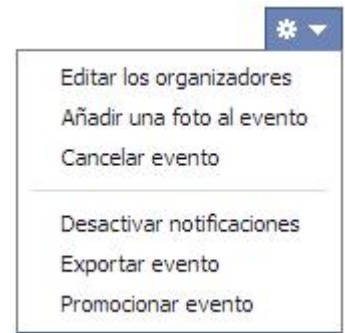 Editar los organizadores
Añadir una foto al evento
Cancelar evento
Desactivar notificaciones
Exportar evento
Promocionar evento